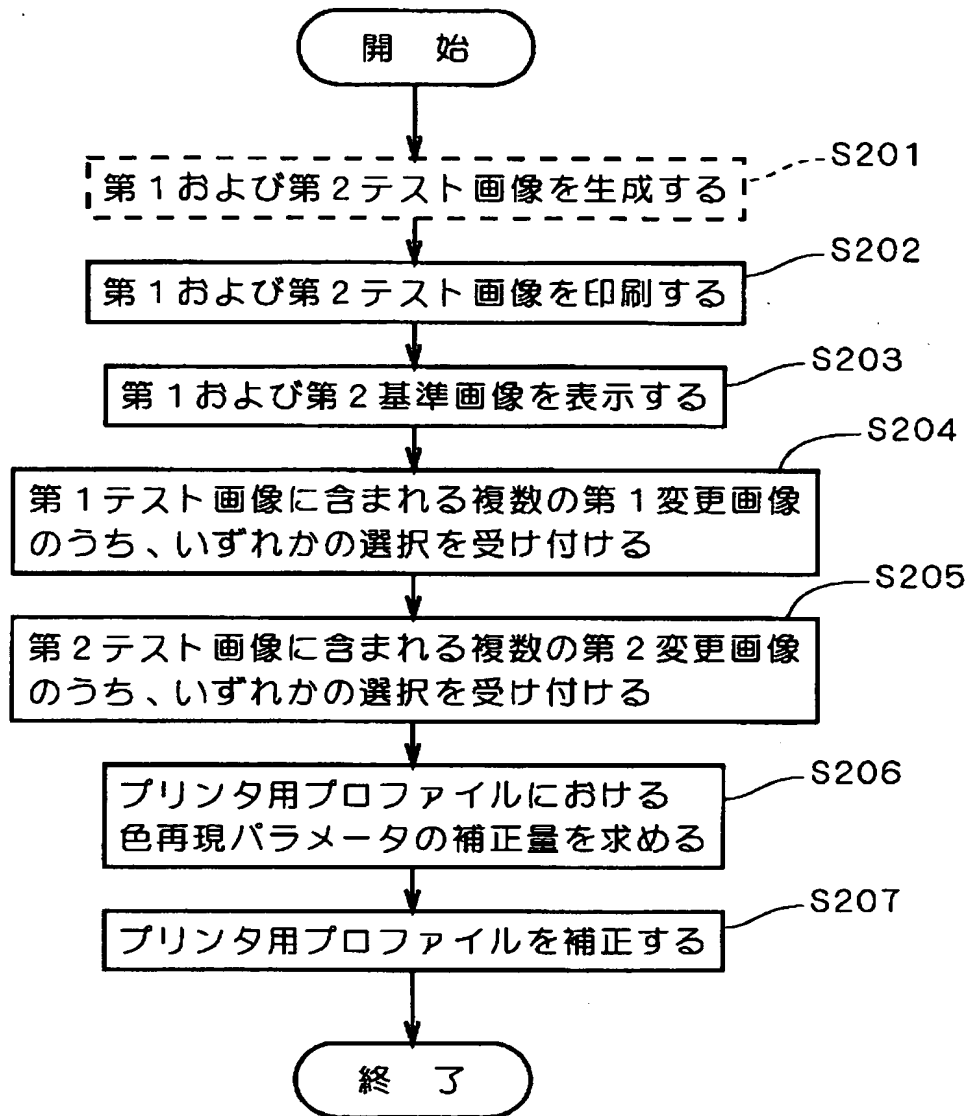 開 始
S201
第1および第2テスト画像を生成する
S202
第1および第2テスト画像を印刷する
S203
第1および第2基準画像を表示する
S204
第1テスト画像に含まれる複数の第1変更画像
のうち、いずれかの選択を受け付ける
S205
第2テスト画像に含まれる複数の第2変更画像
のうち、いずれかの選択を受け付ける
S206
プリンタ用プロファイルにおける
色再現パラメータの補正量を求める
S207
プリンタ用プロファイルを補正する
終 了